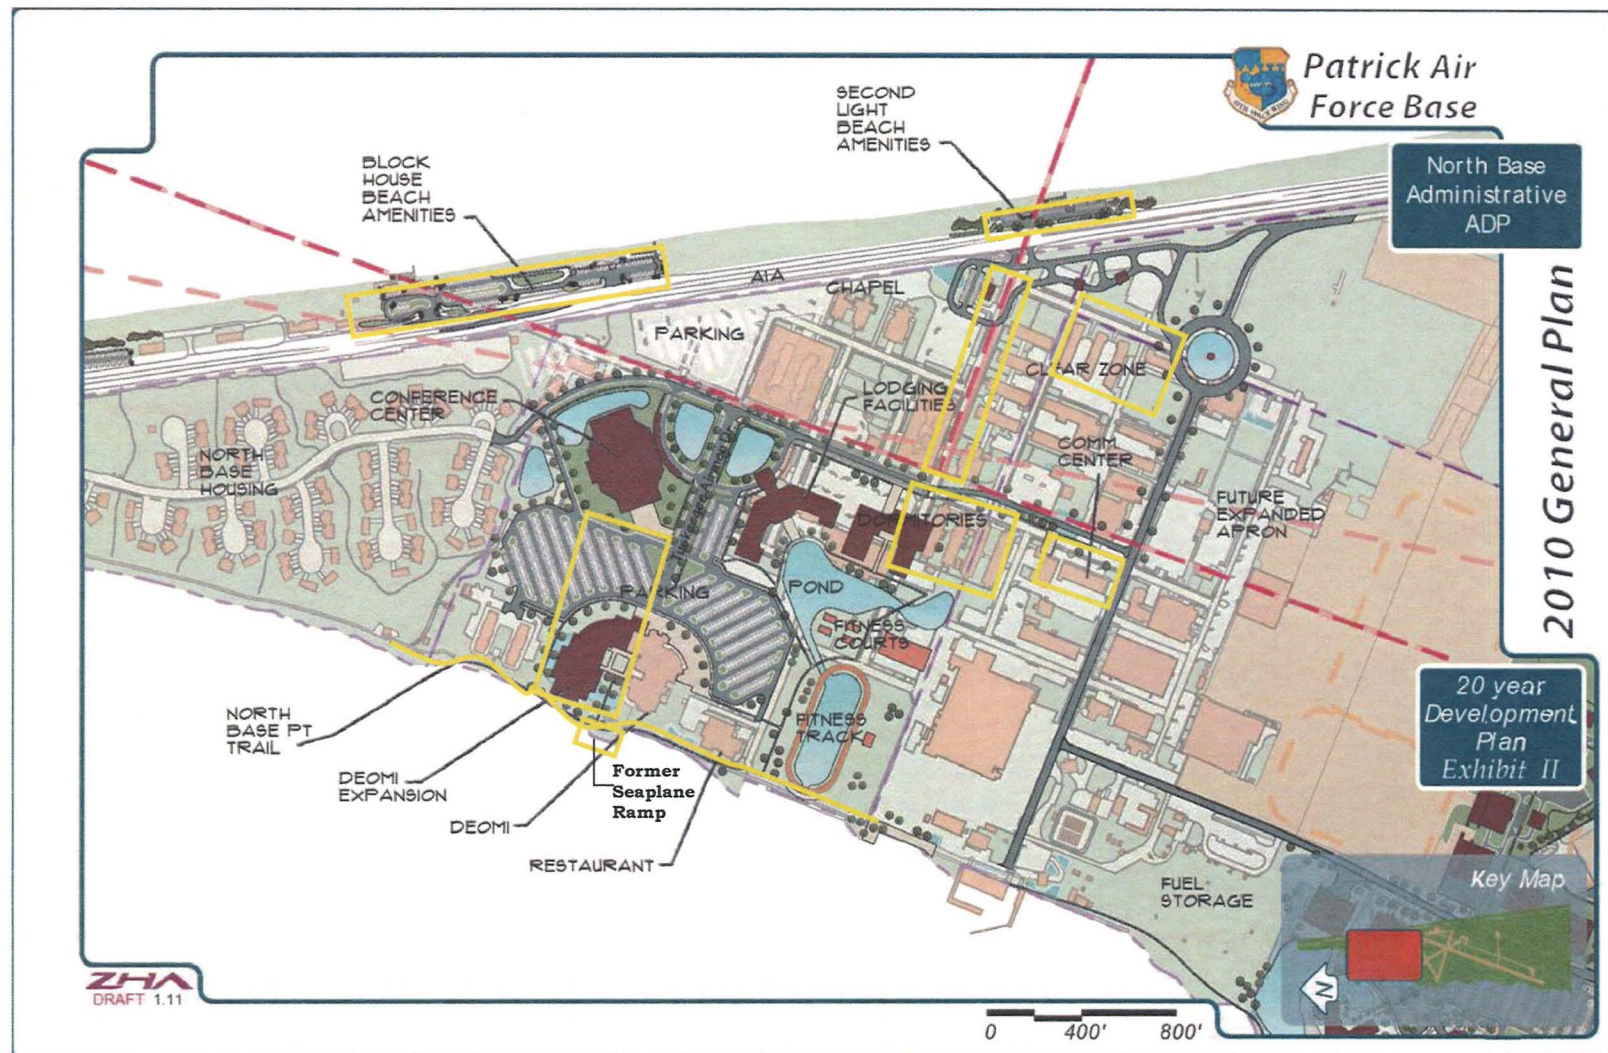 Patrick Air
Force Base
North Base
Administrative
ADP
2010 General Plan
20 year
Development
Plan
Exhibit II
SECOND
LIGHT
BEACH
AMENITIES
BLOCK
HOUSE
BEACH
AMENITIES
A1A
CHAPEL
PARKING
CONFERENCE
CENTER
LODGING
FACILITIES
CLEAR ZONE
COMM.
CENTER
NORTH
BASE
HOUSING
DORMITORIES
FUTURE
EXPANDED
APRON
PARKING
POND
FITNESS
COURTS
FITNESS
TRACK
NORTH
BASE PT
TRAIL
DEOMI
EXPANSION
Former
Seaplane
Ramp
DEOMI
RESTAURANT
FUEL
STORAGE
Key Map
N
ZHA
DRAFT 1.11
0 400' 800'